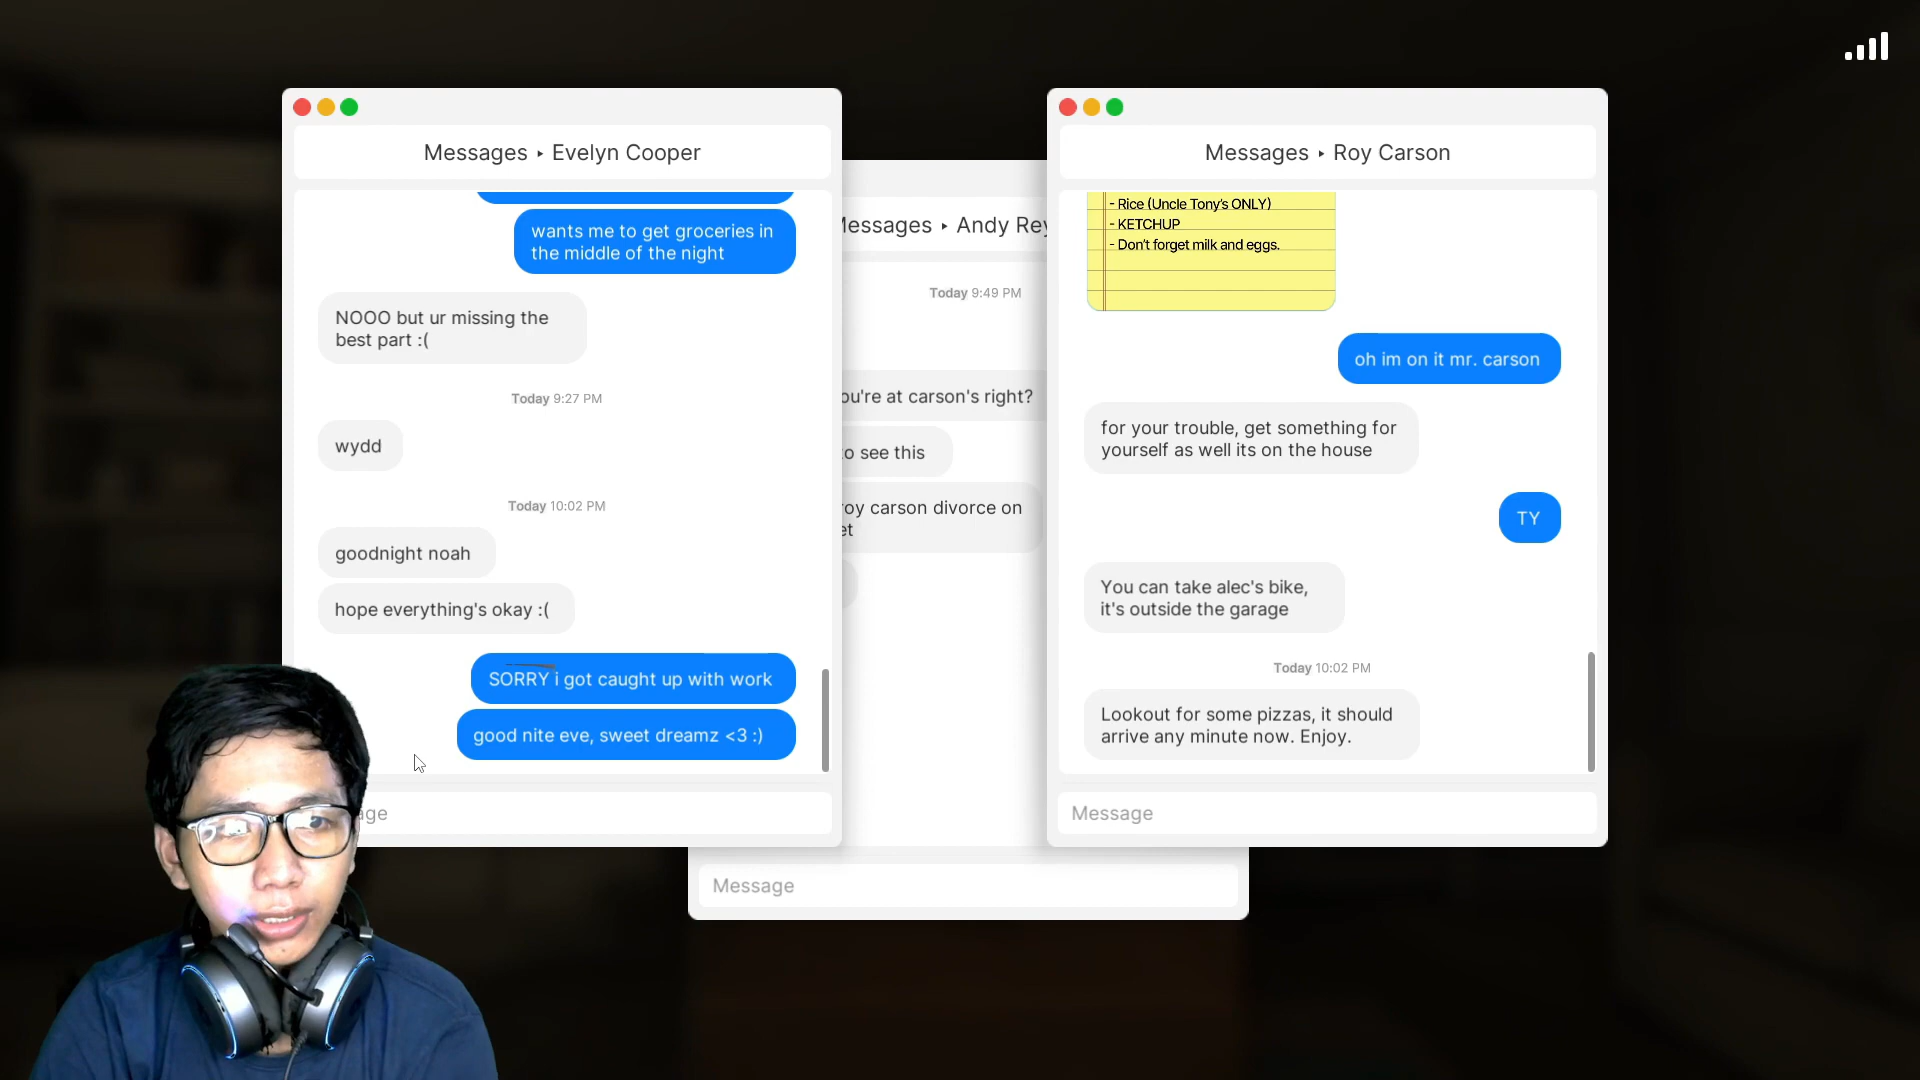 Messages ▸ Evelyn Cooper
wants me to get groceries in
the middle of the night
NOOO but ur missing the
best part :(
Today 9:27 PM
wydd
Today 10:02 PM
goodnight noah
hope everything's okay :(
SORRY i got caught up with work
good nite eve, sweet dreamz <3 :)
Messages ▸ Andy
Today 9:49 PM
at carson's right?
see this
roy carson divorce on
Message
Messages ▸ Roy Carson
- Rice (Uncle Tony's ONLY)
- KETCHUP
- Don't forget milk and eggs.
oh im on it mr. carson
for your trouble, get something for
yourself as well its on the house
TY
You can take alec's bike,
it's outside the garage
Today 10:02 PM
Lookout for some pizzas, it should
arrive any minute now. Enjoy.
Message